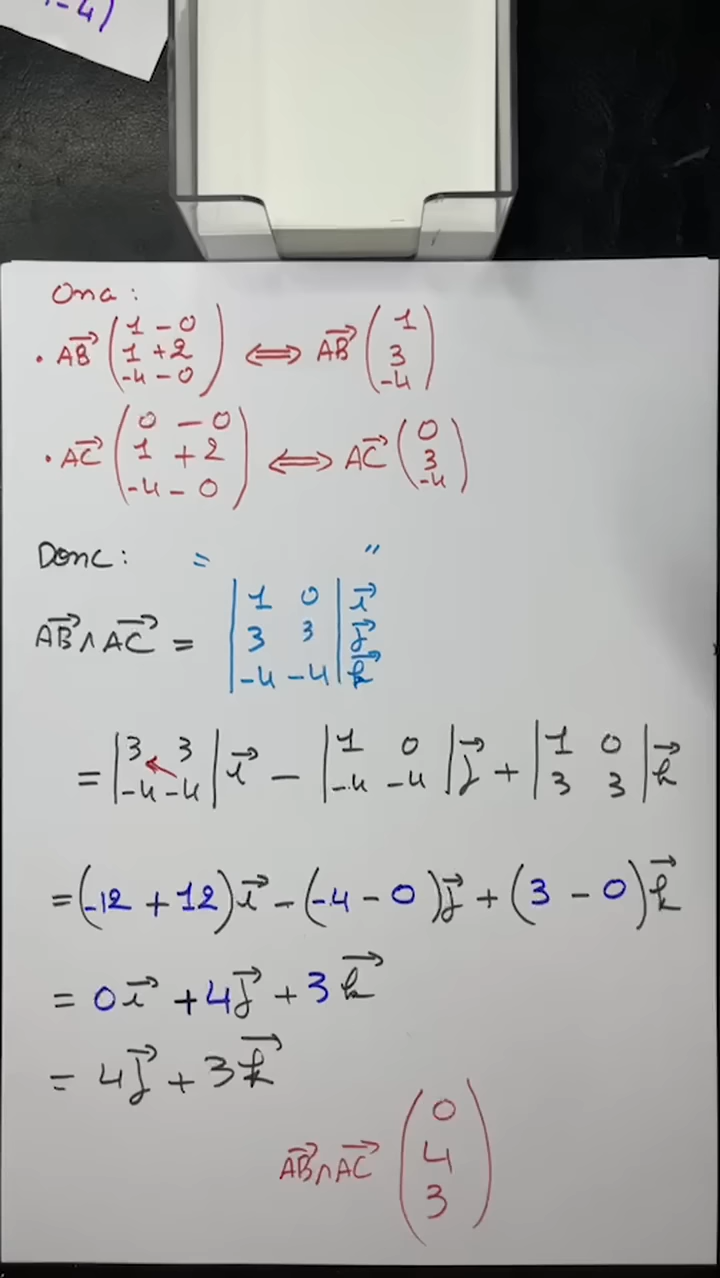 -4)
On a :
. AB→ ( 1 - 0 ; 1 + 2 ; -4 - 0 ) ⟺ AB→ ( 1 ; 3 ; -4 )
. AC→ ( 0 - 0 ; 1 + 2 ; -4 - 0 ) ⟺ AC→ ( 0 ; 3 ; -4 )
Donc : = "
AB→ ∧ AC→ = | 1 0 ; 3 3 ; -4 -4 | i→ ; j→ ; k→
= | 3 3 ; -4 -4 | i→ - | 1 0 ; -4 -4 | j→ + | 1 0 ; 3 3 | k→
= (-12 + 12) i→ - (-4 - 0) j→ + (3 - 0) k→
= 0 i→ + 4 j→ + 3 k→
= 4 j→ + 3 k→
AB→ ∧ AC→ ( 0 ; 4 ; 3 )